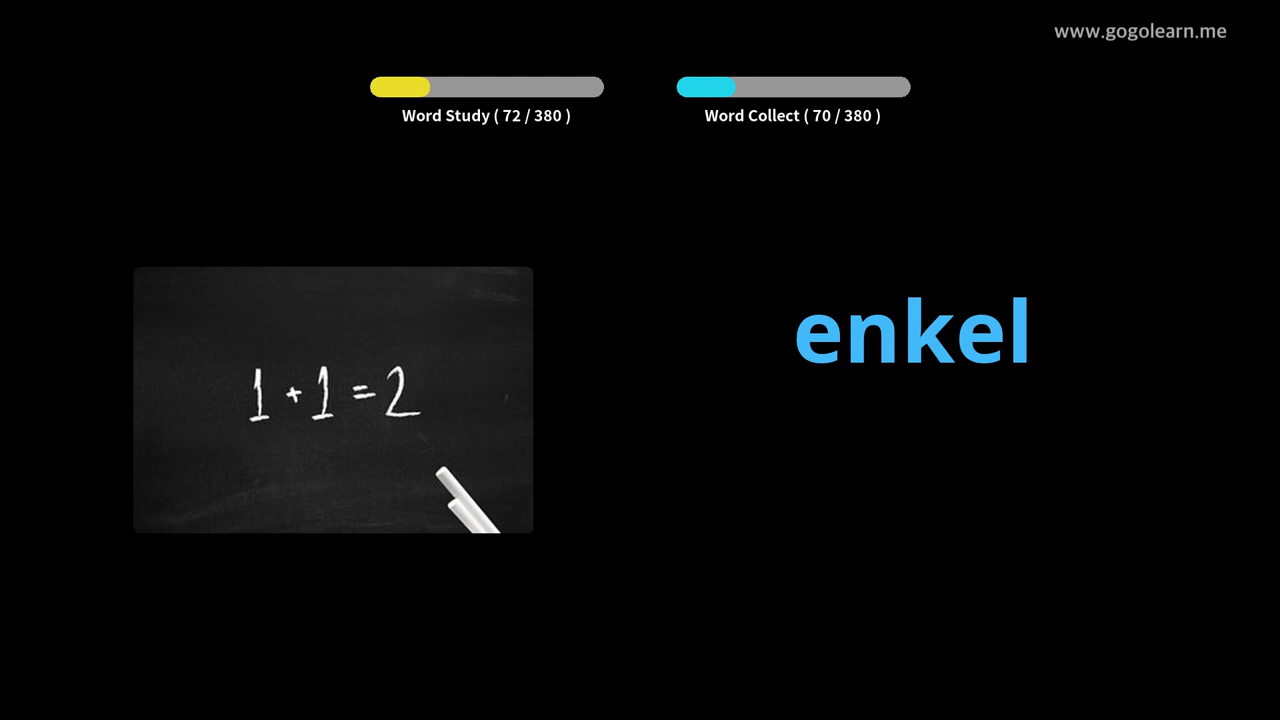 www.gogolearn.me
Word Study ( 72 / 380 )
Word Collect ( 70 / 380 )
enkel
1 + 1 = 2